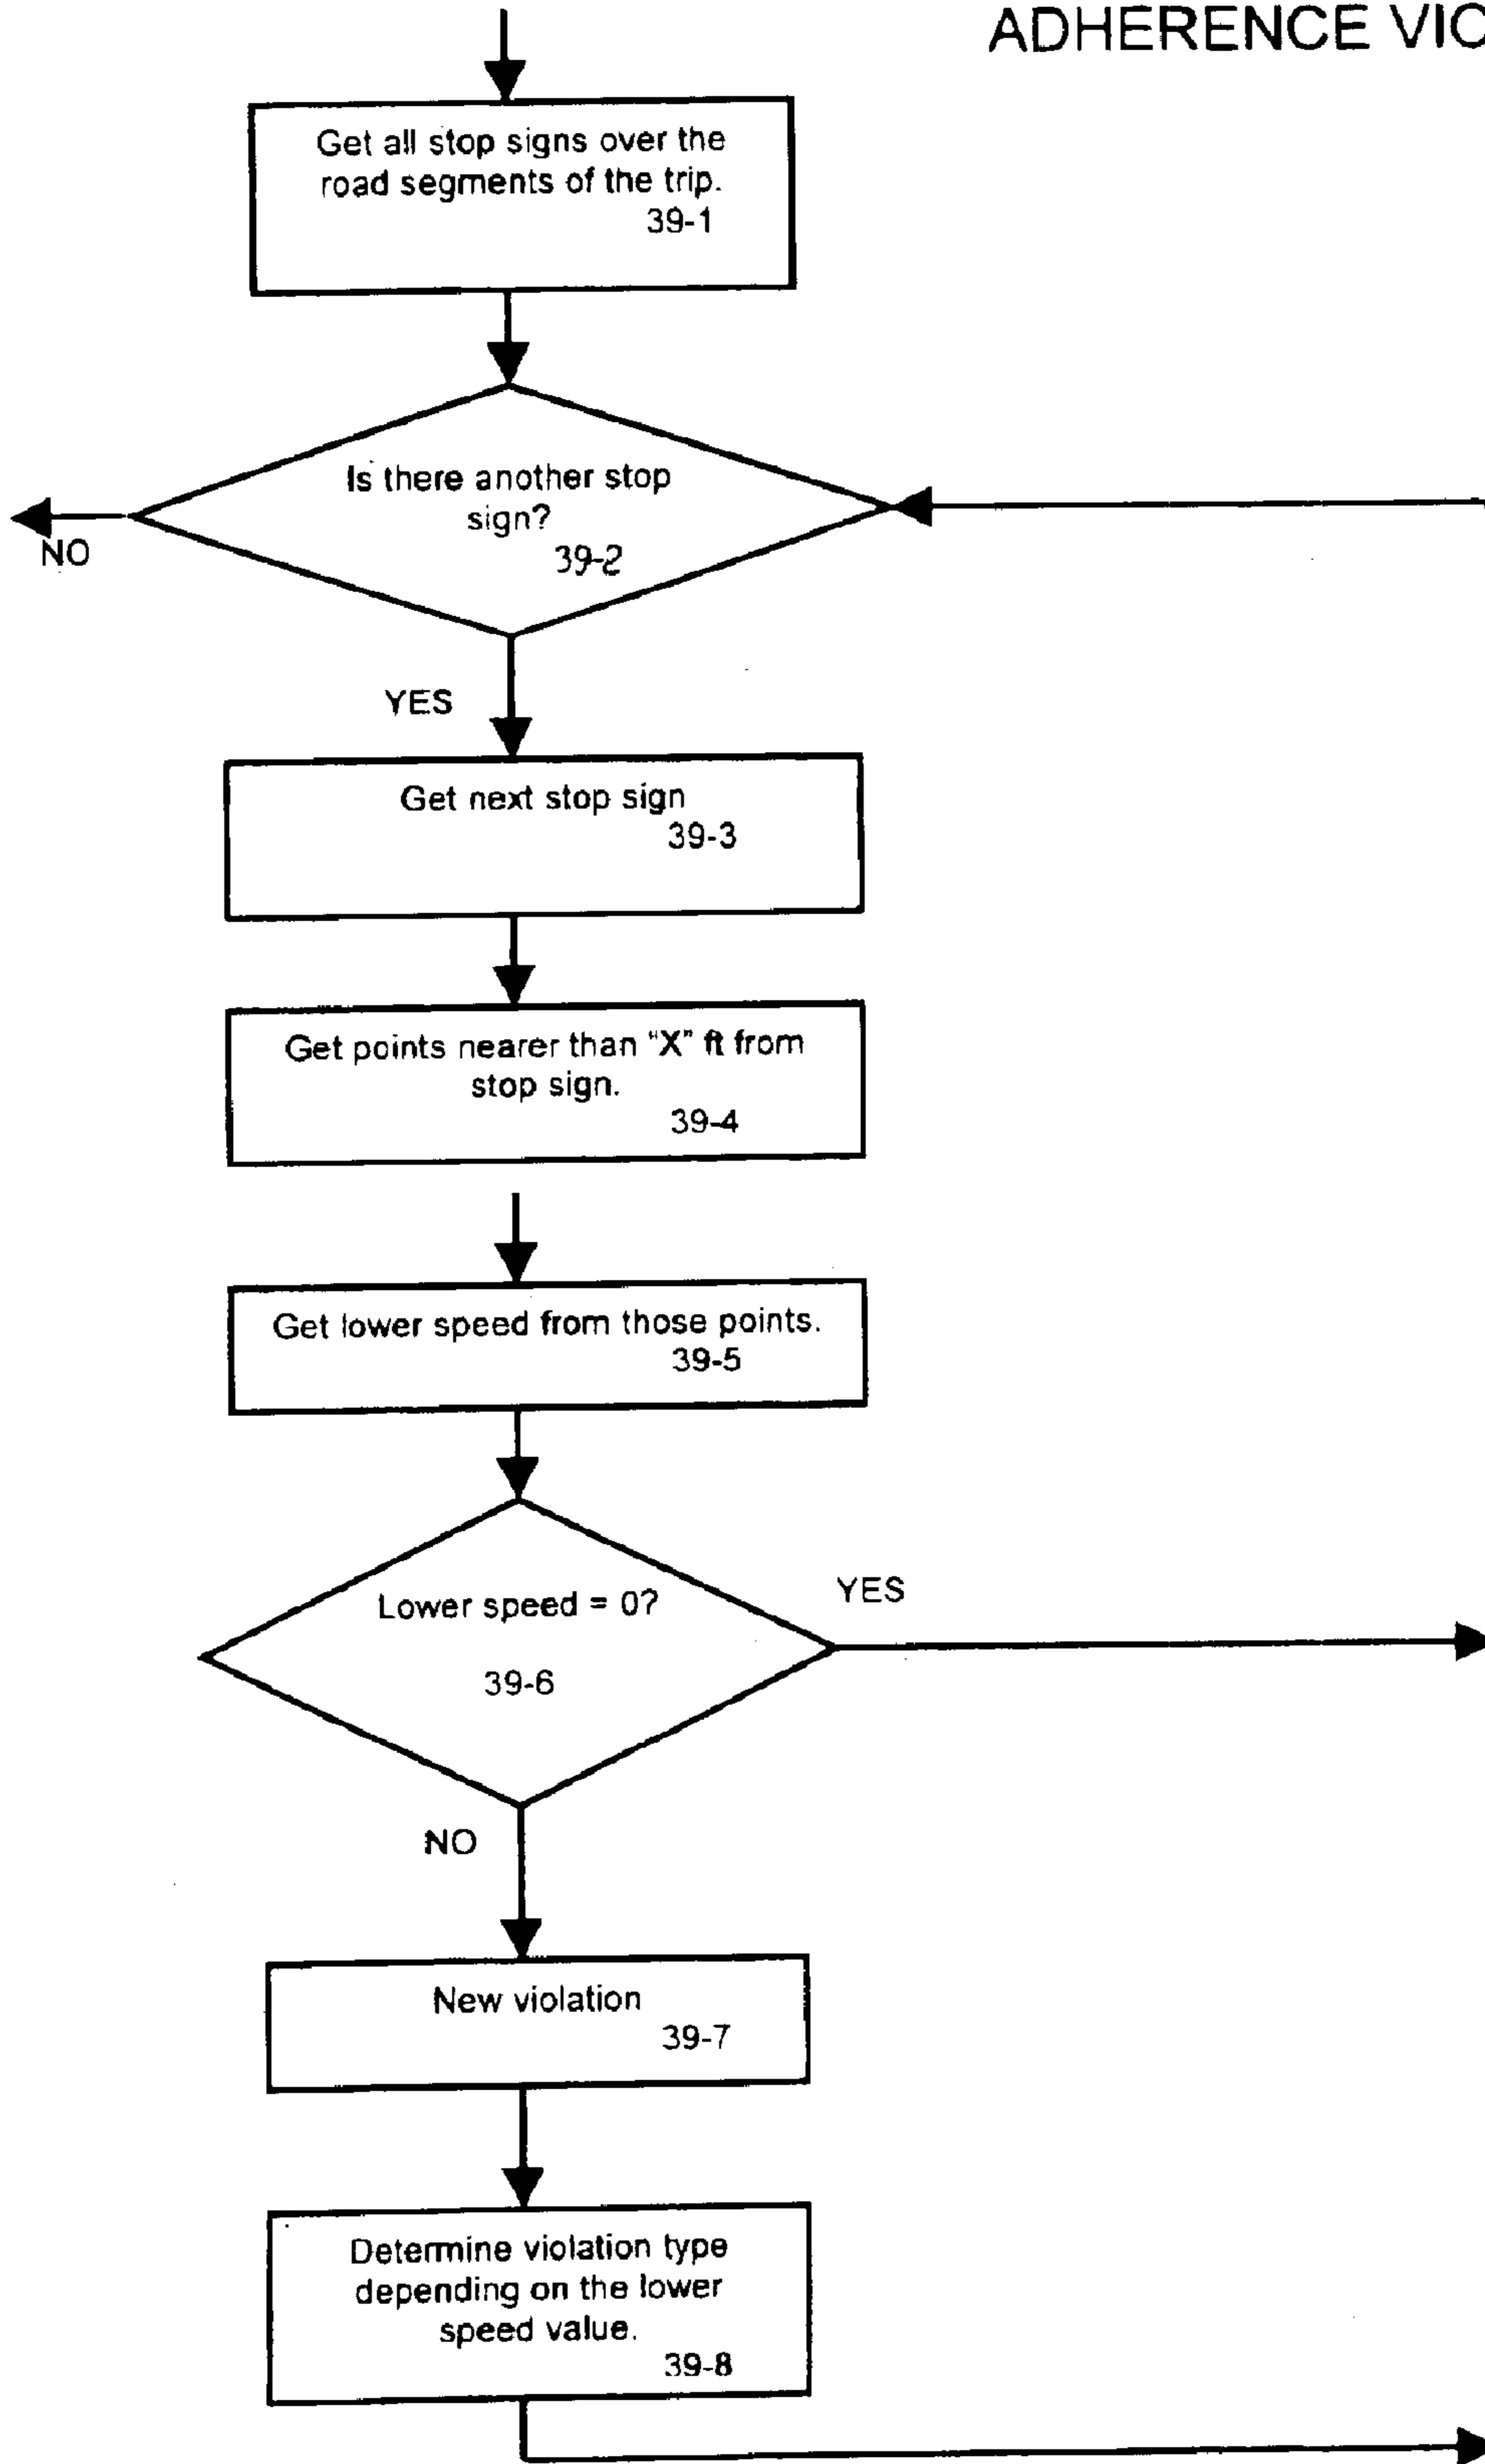 ADHERENCE VIO
Get all stop signs over the
road segments of the trip.
39-1
Is there another stop
sign?
39-2
NO
YES
Get next stop sign
39-3
Get points nearer than "X" ft from
stop sign.
39-4
Get lower speed from those points.
39-5
Lower speed = 0?
YES
39-6
NO
New violation
39-7
Determine violation type
depending on the lower
speed value.
39-8